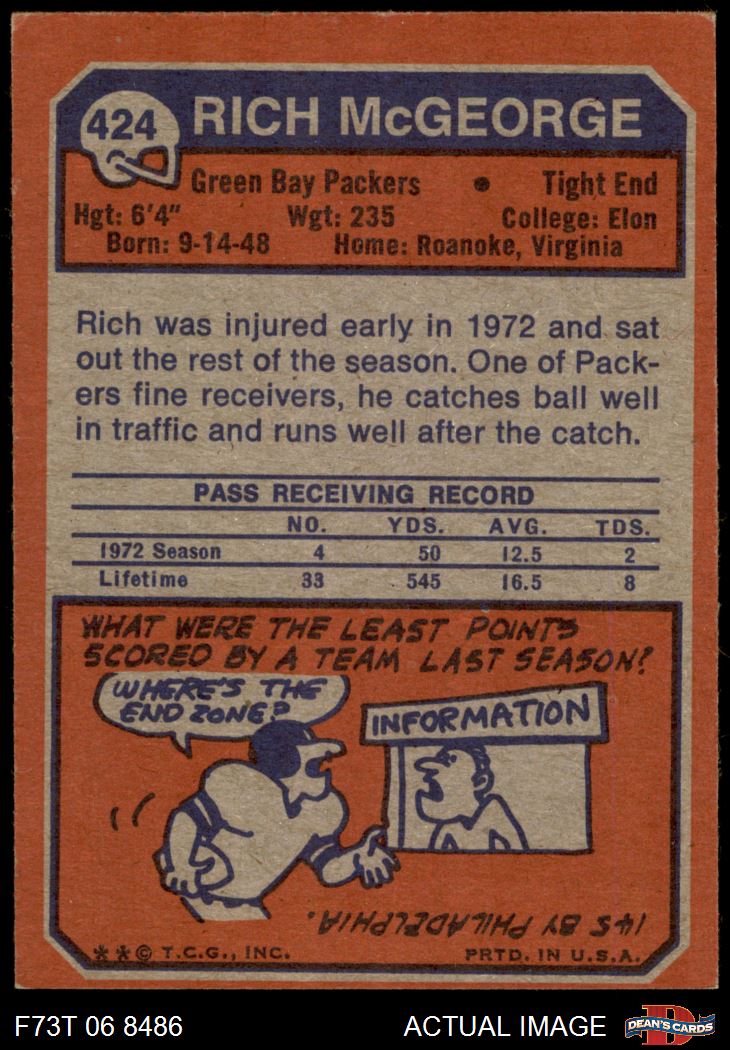 424 RICH McGEORGE
Green Bay Packers • Tight End
Hgt: 6'4" Wgt: 235 College: Elon
Born: 9-14-48 Home: Roanoke, Virginia
Rich was injured early in 1972 and sat
out the rest of the season. One of Pack-
ers fine receivers, he catches ball well
in traffic and runs well after the catch.
PASS RECEIVING RECORD
NO. YDS. AVG. TDS.
1972 Season 4 50 12.5 2
Lifetime 33 545 16.5 8
WHAT WERE THE LEAST POINTS
SCORED BY A TEAM LAST SEASON?
WHERE'S THE
END ZONE?
INFORMATION
145 BY PHILADELPHIA.
**© T.C.G., INC. PRTD. IN U.S.A.
F73T 06 8486 ACTUAL IMAGE
D
DEAN'S CARDS